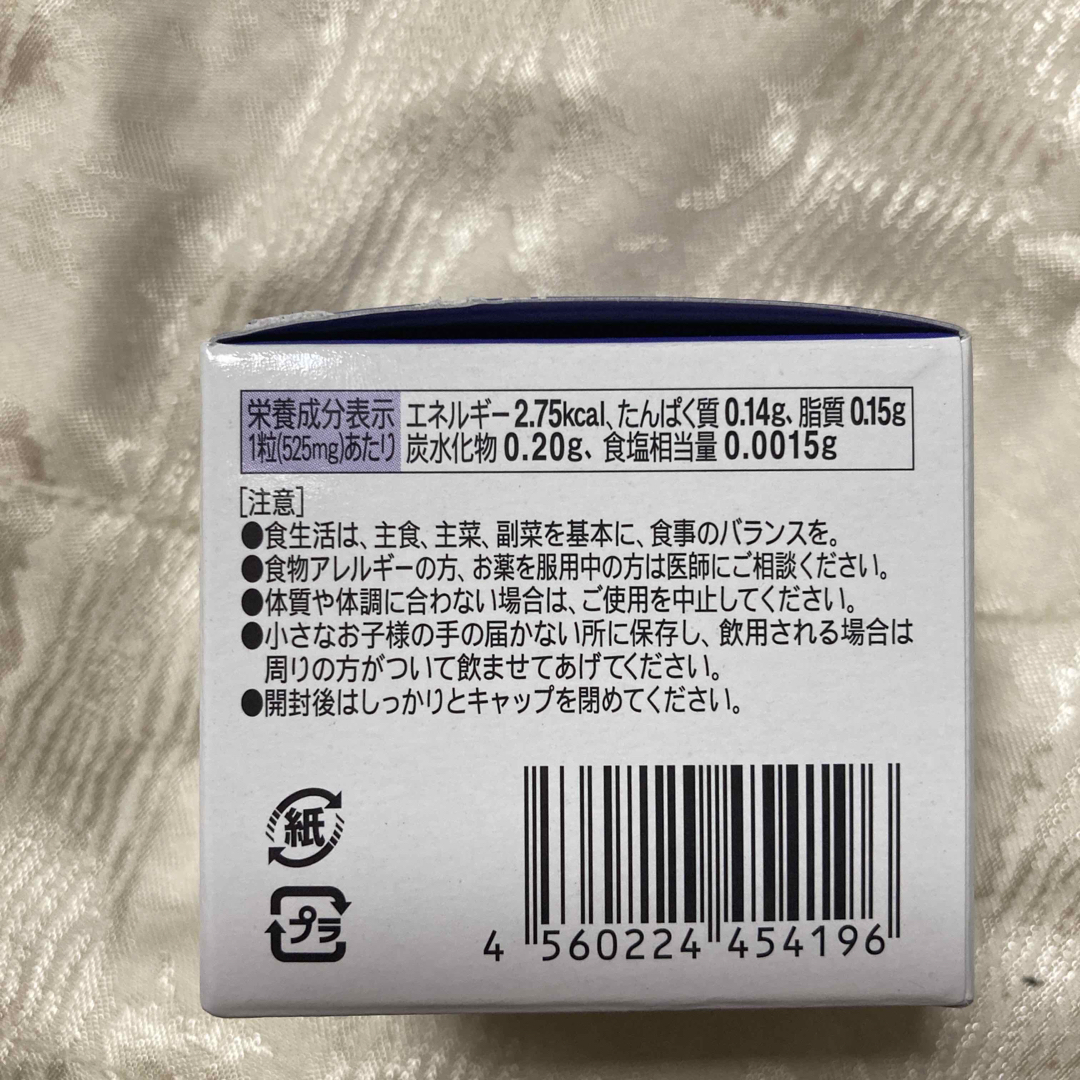 栄養成分表示
1粒(525mg)あたり
エネルギー2.75kcal、たんぱく質0.14g、脂質0.15g
炭水化物0.20g、食塩相当量0.0015g
[注意]
●食生活は、主食、主菜、副菜を基本に、食事のバランスを。
●食物アレルギーの方、お薬を服用中の方は医師にご相談ください。
●体質や体調に合わない場合は、ご使用を中止してください。
●小さなお子様の手の届かない所に保存し、飲用される場合は
周りの方がついて飲ませてあげてください。
●開封後はしっかりとキャップを閉めてください。
紙
プラ
4 560224 454196